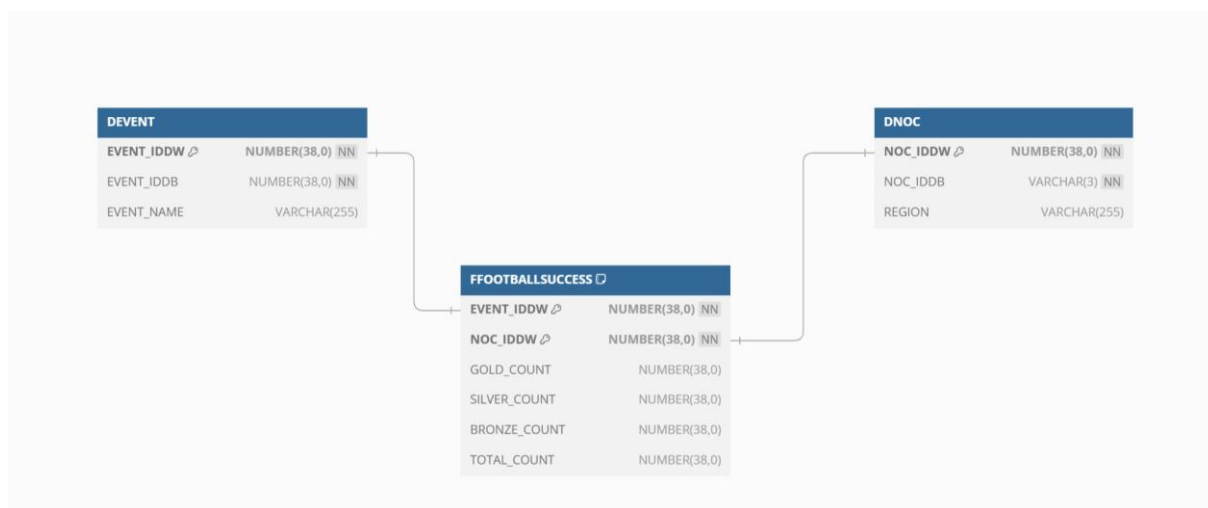 DEVENT
EVENT_IDDW NUMBER(38,0) NN
EVENT_IDDB NUMBER(38,0) NN
EVENT_NAME VARCHAR(255)
DNOC
NOC_IDDW NUMBER(38,0) NN
NOC_IDDB VARCHAR(3) NN
REGION VARCHAR(255)
FFOOTBALLSUCCESS
EVENT_IDDW NUMBER(38,0) NN
NOC_IDDW NUMBER(38,0) NN
GOLD_COUNT NUMBER(38,0)
SILVER_COUNT NUMBER(38,0)
BRONZE_COUNT NUMBER(38,0)
TOTAL_COUNT NUMBER(38,0)